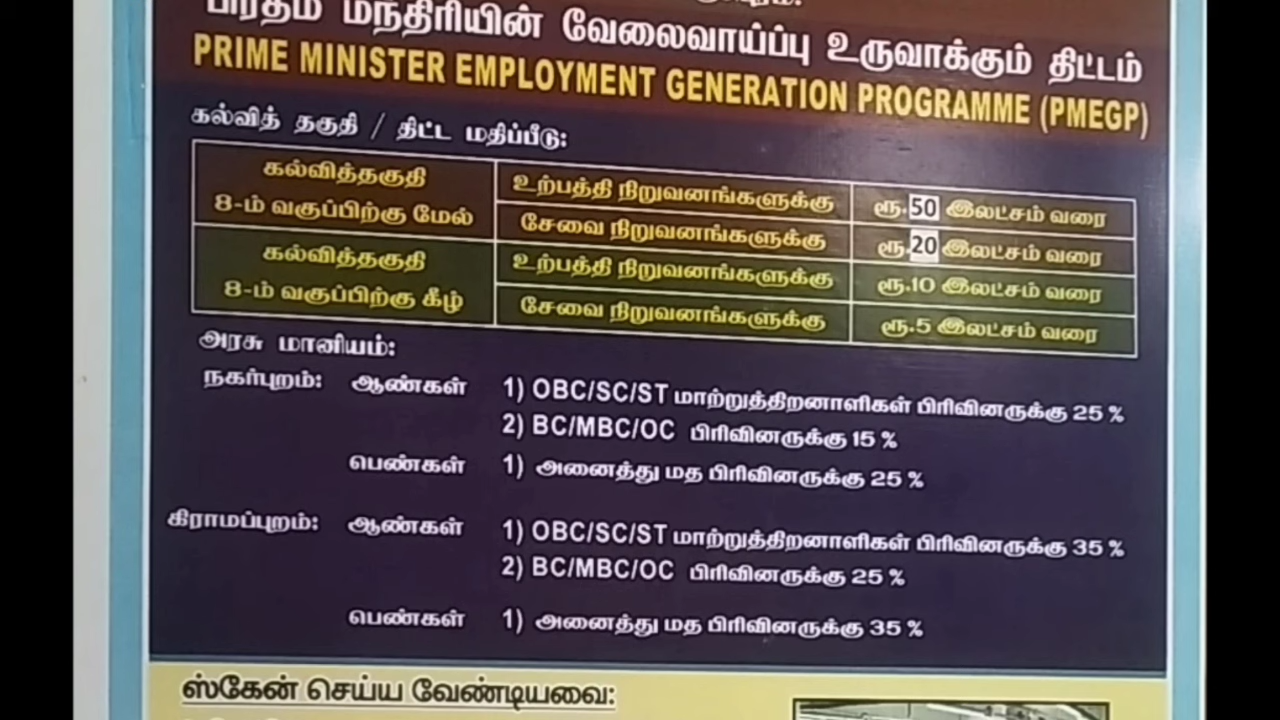 பிரதம மந்திரியின் வேலைவாய்ப்பு உருவாக்கும் திட்டம்
PRIME MINISTER EMPLOYMENT GENERATION PROGRAMME (PMEGP)
கல்வித் தகுதி / திட்ட மதிப்பீடு:
கல்வித்தகுதி
8-ம் வகுப்பிற்கு மேல்
உற்பத்தி நிறுவனங்களுக்கு ரூ.50 இலட்சம் வரை
சேவை நிறுவனங்களுக்கு ரூ.20 இலட்சம் வரை
கல்வித்தகுதி
8-ம் வகுப்பிற்கு கீழ்
உற்பத்தி நிறுவனங்களுக்கு ரூ.10 இலட்சம் வரை
சேவை நிறுவனங்களுக்கு ரூ.5 இலட்சம் வரை
அரசு மானியம்:
நகர்புறம்: ஆண்கள் 1) OBC/SC/ST மாற்றுத்திறனாளிகள் பிரிவினருக்கு 25 %
2) BC/MBC/OC பிரிவினருக்கு 15 %
பெண்கள் 1) அனைத்து மத பிரிவினருக்கு 25 %
கிராமப்புறம்: ஆண்கள் 1) OBC/SC/ST மாற்றுத்திறனாளிகள் பிரிவினருக்கு 35 %
2) BC/MBC/OC பிரிவினருக்கு 25 %
பெண்கள் 1) அனைத்து மத பிரிவினருக்கு 35 %
ஸ்கேன் செய்ய வேண்டியவை: